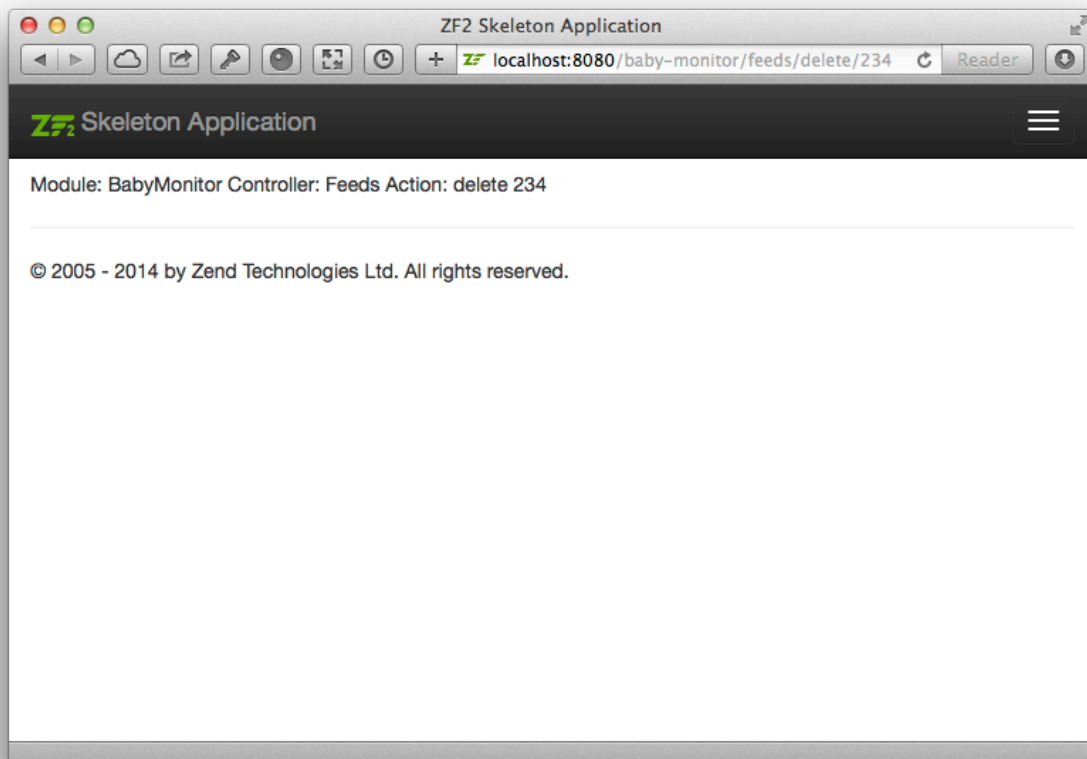 ZF2 Skeleton Application
localhost:8080/baby-monitor/feeds/delete/234
Reader
ZF2 Skeleton Application
Module: BabyMonitor Controller: Feeds Action: delete 234
© 2005 - 2014 by Zend Technologies Ltd. All rights reserved.